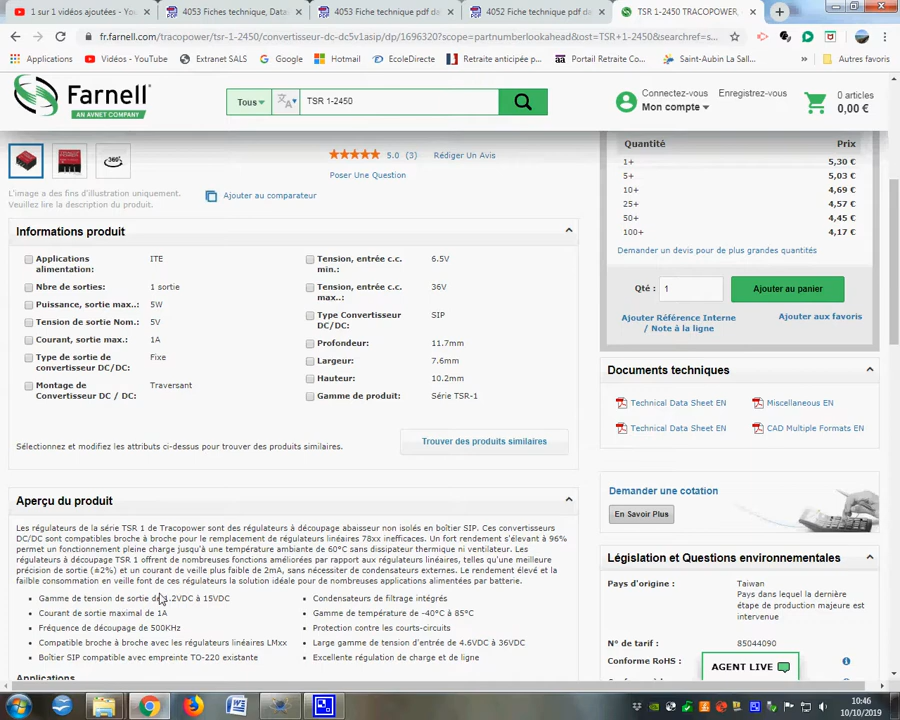 1 sur 1 vidéos ajoutées - YouT
4053 Fiches technique, Data
4053 Fiches technique pdf da
4052 Fiches technique pdf da
TSR 1-2450 TRACOPOWER,
fr.farnell.com/tracopower/tsr-1-2450/convertisseur-dc-dc5v1asip/dp/1696320?scope=partnumberlookahead&ost=TSR+1-2450&searchref=s...
Applications
Vidéos - YouTube
Extranet SALS
Google
Hotmail
EcoleDirecte
Retraite anticipée p...
Portail Retraite Co...
Saint-Aubin La Sall...
»
Autres favoris
Farnell
AN AVNET COMPANY
Tous
TSR 1-2450
Connectez-vous
Mon compte
Enregistrez-vous
0 articles
0,00 €
5.0 (3)
Rédiger Un Avis
Poser Une Question
360°
L'image a des fins d'illustration uniquement.
Veuillez lire la description du produit.
Ajouter au comparateur
Quantité Prix
1+ 5,30 €
5+ 5,03 €
10+ 4,69 €
25+ 4,57 €
50+ 4,45 €
100+ 4,17 €
Demander un devis pour de plus grandes quantités
Qté : 1
Ajouter au panier
Ajouter Référence Interne
/ Note à la ligne
Ajouter aux favoris
Informations produit
Applications
alimentation: ITE
Nbre de sorties: 1 sortie
Puissance, sortie max..: 5W
Tension de sortie Nom.: 5V
Courant, sortie max.: 1A
Type de sortie de
convertisseur DC/DC: Fixe
Montage de
Convertisseur DC / DC: Traversant
Tension, entrée c.c.
min.: 6.5V
Tension, entrée c.c.
max..: 36V
Type Convertisseur
DC/DC: SIP
Profondeur: 11.7mm
Largeur: 7.6mm
Hauteur: 10.2mm
Gamme de produit: Série TSR-1
Sélectionnez et modifiez les attributs ci-dessus pour trouver des produits similaires.
Trouver des produits similaires
Documents techniques
Technical Data Sheet EN
Miscellaneous EN
Technical Data Sheet EN
CAD Multiple Formats EN
Demander une cotation
En Savoir Plus
Aperçu du produit
Les régulateurs de la série TSR 1 de Tracopower sont des régulateurs à découpage abaisseur non isolés en boîtier SIP. Ces convertisseurs
DC/DC sont compatibles broche à broche pour le remplacement de régulateurs linéaires 78xx inefficaces. Un fort rendement s'élevant à 96%
permet un fonctionnement pleine charge jusqu'à une température ambiante de 60°C sans dissipateur thermique ni ventilateur. Les
régulateurs à découpage TSR 1 offrent de nombreuses fonctions améliorées par rapport aux régulateurs linéaires, telles qu'une meilleure
précision de sortie (±2%) et un courant de veille plus faible de 2mA, sans nécessiter de condensateurs externes. Le rendement élevé et la
faible consommation en veille font de ces régulateurs la solution idéale pour de nombreuses applications alimentées par batterie.
Gamme de tension de sortie de 1.2VDC à 15VDC
Courant de sortie maximal de 1A
Fréquence de découpage de 500KHz
Compatible broche à broche avec les régulateurs linéaires LMxx
Boîtier SIP compatible avec empreinte TO-220 existante
Condensateurs de filtrage intégrés
Gamme de température de -40°C à 85°C
Protection contre les courts-circuits
Large gamme de tension d'entrée de 4.6VDC à 36VDC
Excellente régulation de charge et de ligne
Applications
Législation et Questions environnementales
Pays d'origine : Taiwan
Pays dans lequel la dernière
étape de production majeure est
intervenue
N° de tarif : 85044090
Conforme RoHS :
AGENT LIVE
10:46
10/10/2019